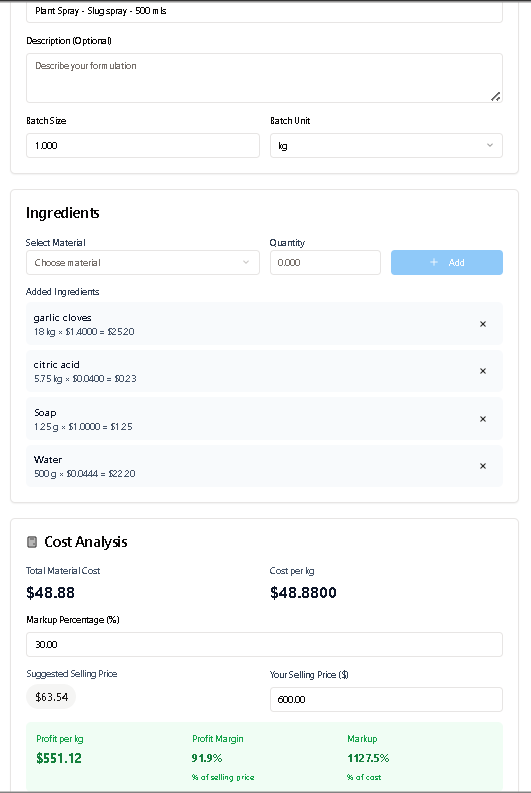 Plant Spray - Slug spray - 500 mls
Description (Optional)
Describe your formulation
Batch Size
Batch Unit
1.000
kg
Ingredients
Select Material
Quantity
Choose material
0.000
+ Add
Added Ingredients
garlic cloves
18 kg × $1.4000 = $25.20
citric acid
5.75 kg × $0.0400 = $0.23
Soap
1.25 g × $1.0000 = $1.25
Water
500 g × $0.0444 = $22.20
Cost Analysis
Total Material Cost
Cost per kg
$48.88
$48.8800
Markup Percentage (%)
30.00
Suggested Selling Price
Your Selling Price ($)
$63.54
600.00
Profit per kg
Profit Margin
Markup
$551.12
91.9%
1127.5%
% of selling price
% of cost